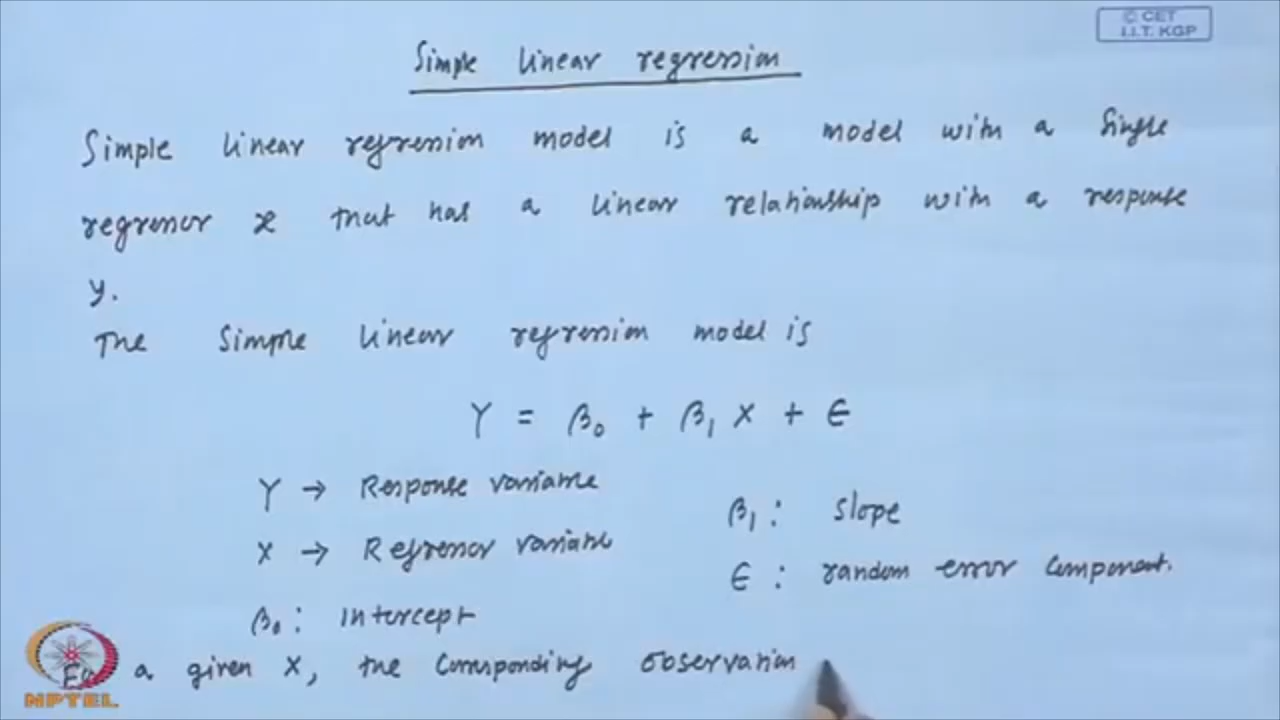 © CET
I.I.T. KGP
Simple linear regression
Simple linear regression model is a model with a single
regressor x that has a linear relationship with a response
y.
The simple linear regression model is
Y = β₀ + β₁ X + ϵ
Y → Response variable
X → Regressor variable
β₀ : Intercept
β₁ : slope
ϵ : random error component.
a given X, the corresponding observation
NPTEL